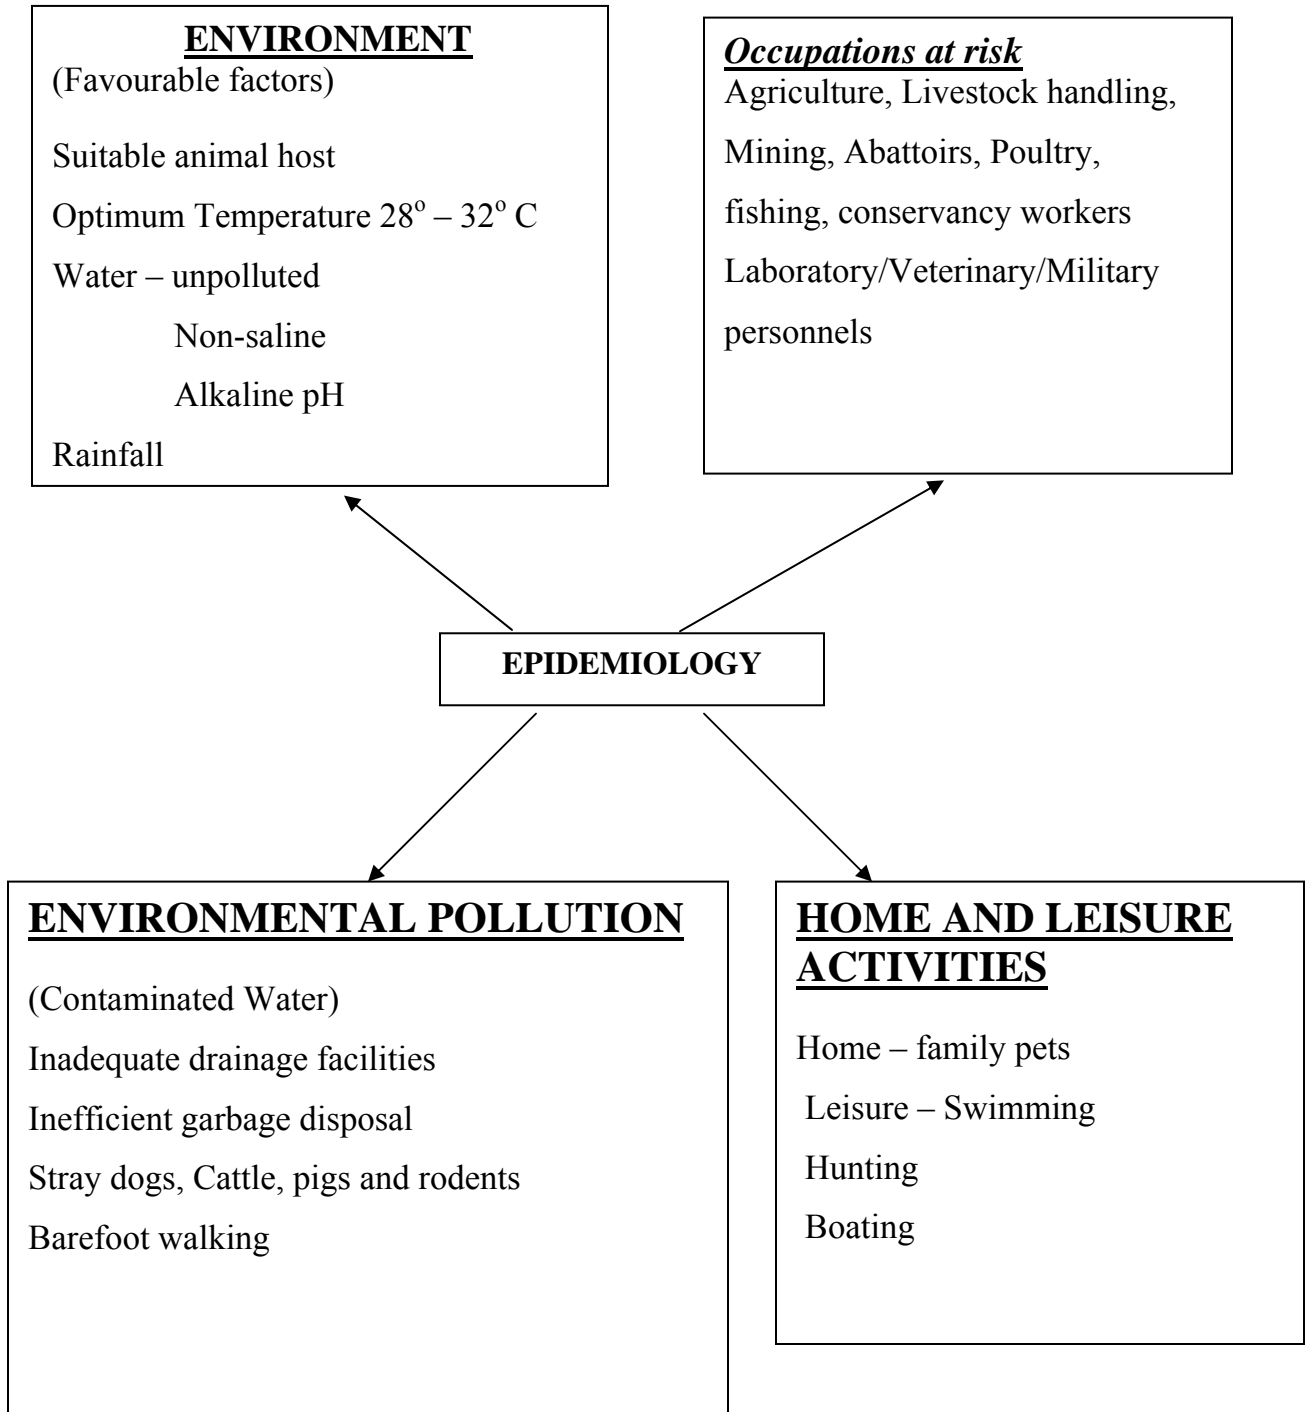 ENVIRONMENT
(Favourable factors)
Suitable animal host
Optimum Temperature 28o – 32o C
Water – unpolluted
Non-saline
Alkaline pH
Rainfall
Occupations at risk
Agriculture, Livestock handling,
Mining, Abattoirs, Poultry,
fishing, conservancy workers
Laboratory/Veterinary/Military
personnels
EPIDEMIOLOGY
ENVIRONMENTAL POLLUTION
(Contaminated Water)
Inadequate drainage facilities
Inefficient garbage disposal
Stray dogs, Cattle, pigs and rodents
Barefoot walking
HOME AND LEISURE
ACTIVITIES
Home – family pets
Leisure – Swimming
Hunting
Boating